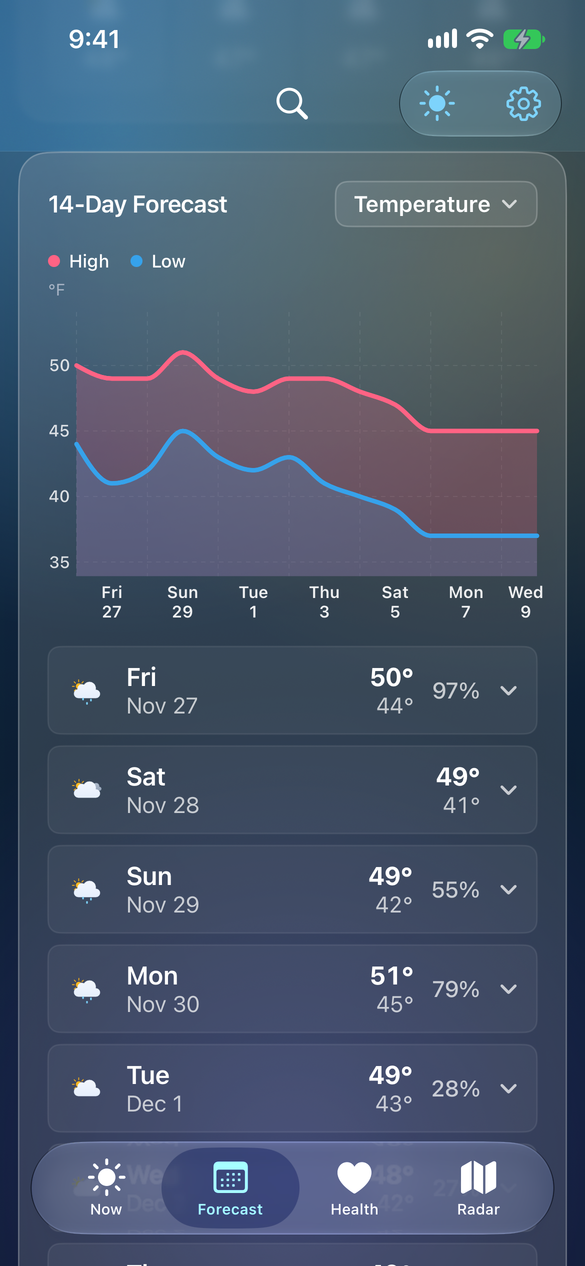 9:41
14-Day Forecast
Temperature
High Low
°F
50
45
40
35
Fri Sun Tue Thu Sat Mon Wed
27 29 1 3 5 7 9
Fri 50° 97%
Nov 27 44°
Sat 49°
Nov 28 41°
Sun 49° 55%
Nov 29 42°
Mon 51° 79%
Nov 30 45°
Tue 49° 28%
Dec 1 43°
48°
42°
Now Forecast Health Radar